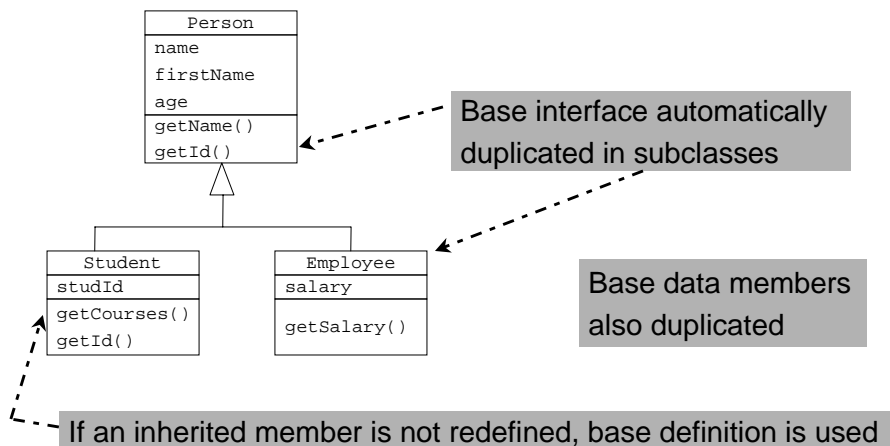 Person
name
firstName
age
getName()
getId()
Base interface automatically
duplicated in subclasses
Student
studId
getCourses()
getId()
Employee
salary
getSalary()
Base data members
also duplicated
If an inherited member is not redefined, base definition is used